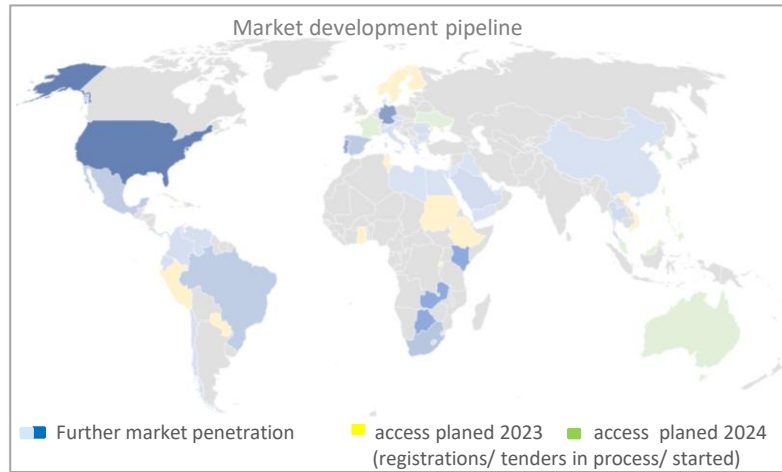 Market development pipeline
Further market penetration
access planed 2023
access planed 2024
(registrations/ tenders in process/ started)